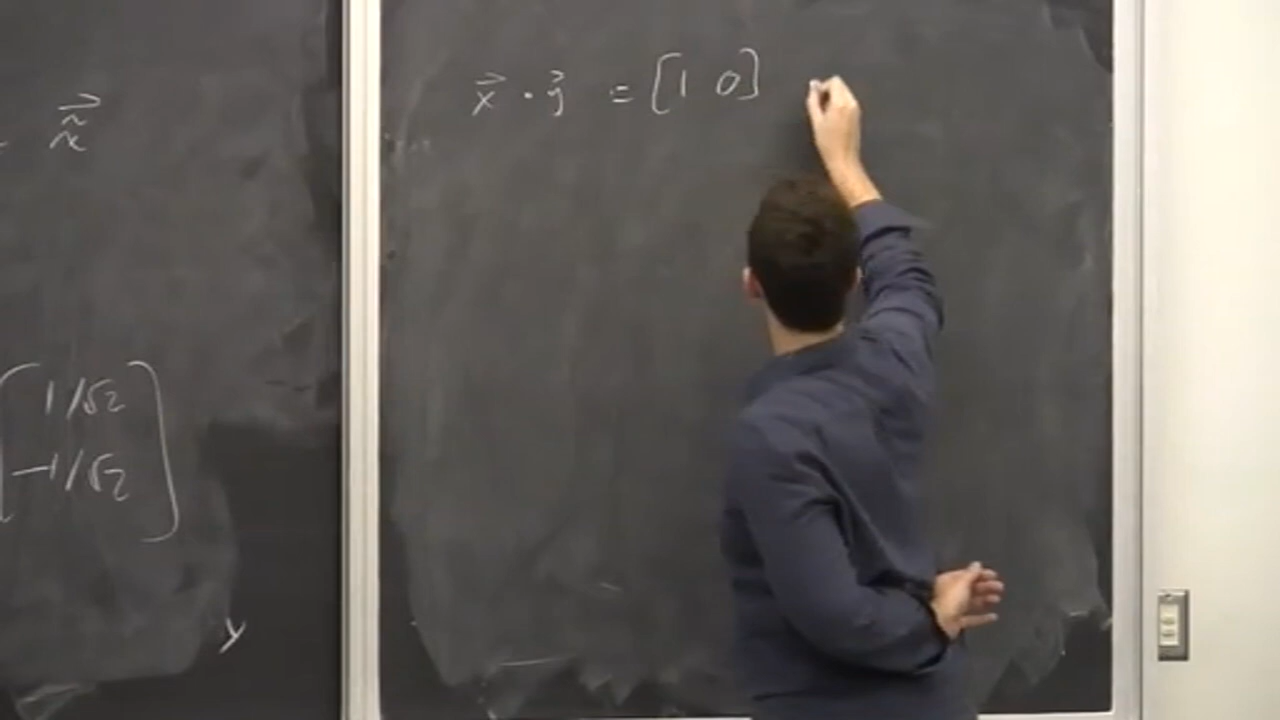 x⃗ · y⃗ = [1 0]
x̃⃗
1/√2
-1/√2
y